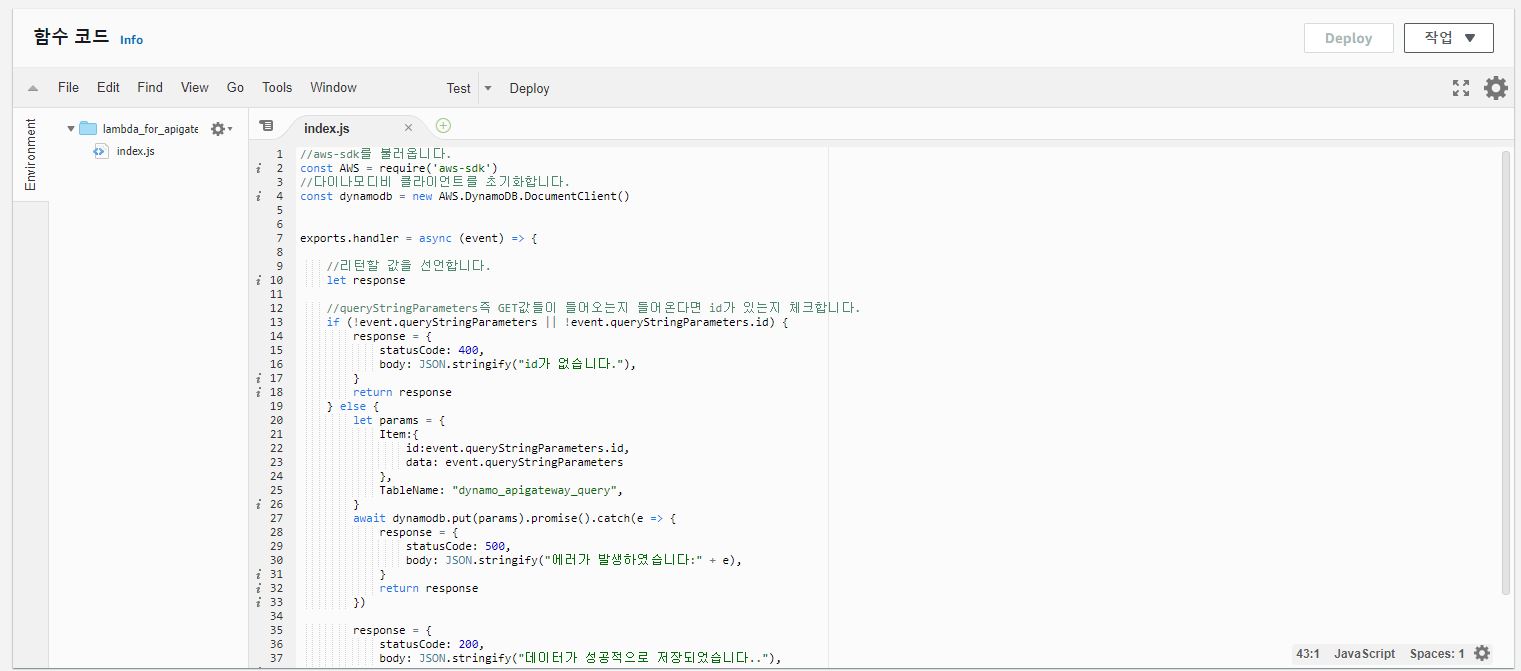 함수 코드 Info
Deploy 작업
File Edit Find View Go Tools Window Test Deploy
Environment
lambda_for_apigate
index.js
index.js
1 //aws-sdk를 불러옵니다.
2 const AWS = require('aws-sdk')
3 //다이나모디비 클라이언트를 초기화합니다.
4 const dynamodb = new AWS.DynamoDB.DocumentClient()
5
6
7 exports.handler = async (event) => {
8
9 //리턴할 값을 선언합니다.
10 let response
11
12 //queryStringParameters즉 GET값들이 들어오는지 들어온다면 id가 있는지 체크합니다.
13 if (!event.queryStringParameters || !event.queryStringParameters.id) {
14 response = {
15 statusCode: 400,
16 body: JSON.stringify("id가 없습니다."),
17 }
18 return response
19 } else {
20 let params = {
21 Item:{
22 id:event.queryStringParameters.id,
23 data: event.queryStringParameters
24 },
25 TableName: "dynamo_apigateway_query",
26 }
27 await dynamodb.put(params).promise().catch(e => {
28 response = {
29 statusCode: 500,
30 body: JSON.stringify("에러가 발생하였습니다:" + e),
31 }
32 return response
33 })
34
35 response = {
36 statusCode: 200,
37 body: JSON.stringify("데이터가 성공적으로 저장되었습니다.."),
43:1 JavaScript Spaces: 1